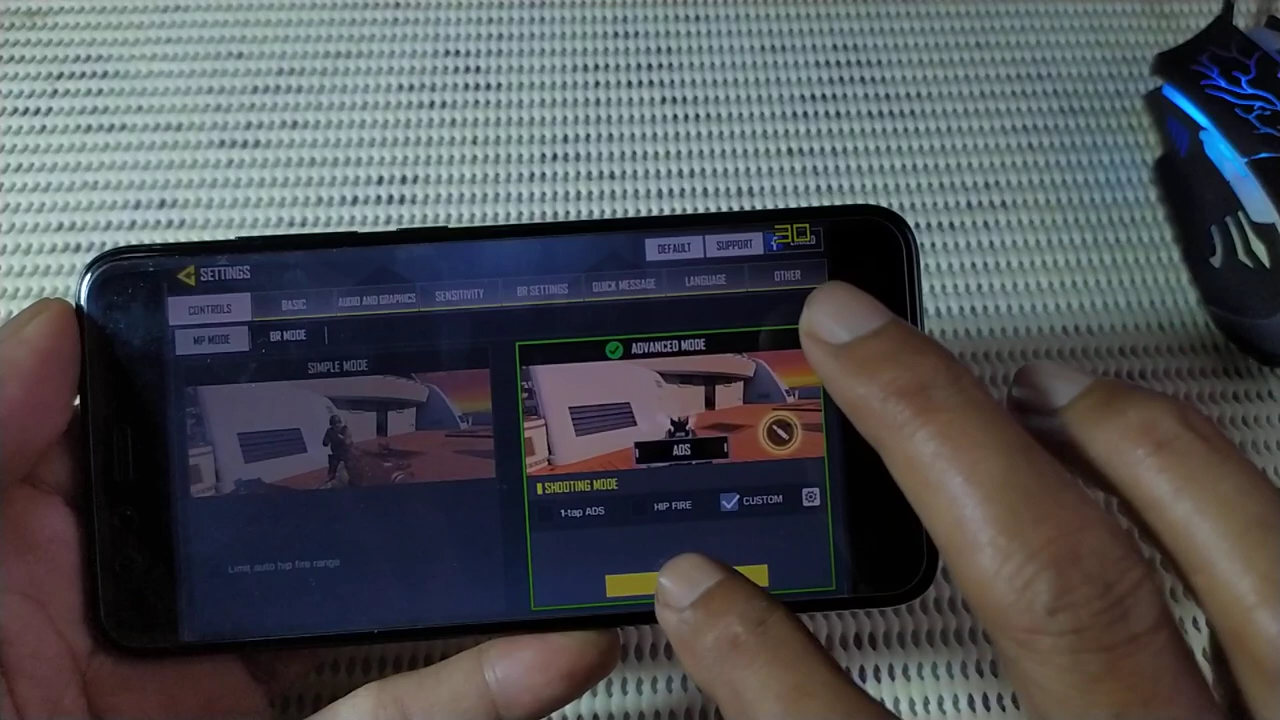 30
DEFAULT SUPPORT
SETTINGS
CONTROLS BASIC AUDIO AND GRAPHICS SENSITIVITY BR SETTINGS QUICK MESSAGE LANGUAGE OTHER
MP MODE BR MODE
SIMPLE MODE
ADVANCED MODE
ADS
SHOOTING MODE
1-tap ADS HIP FIRE CUSTOM
Limit auto hip fire range